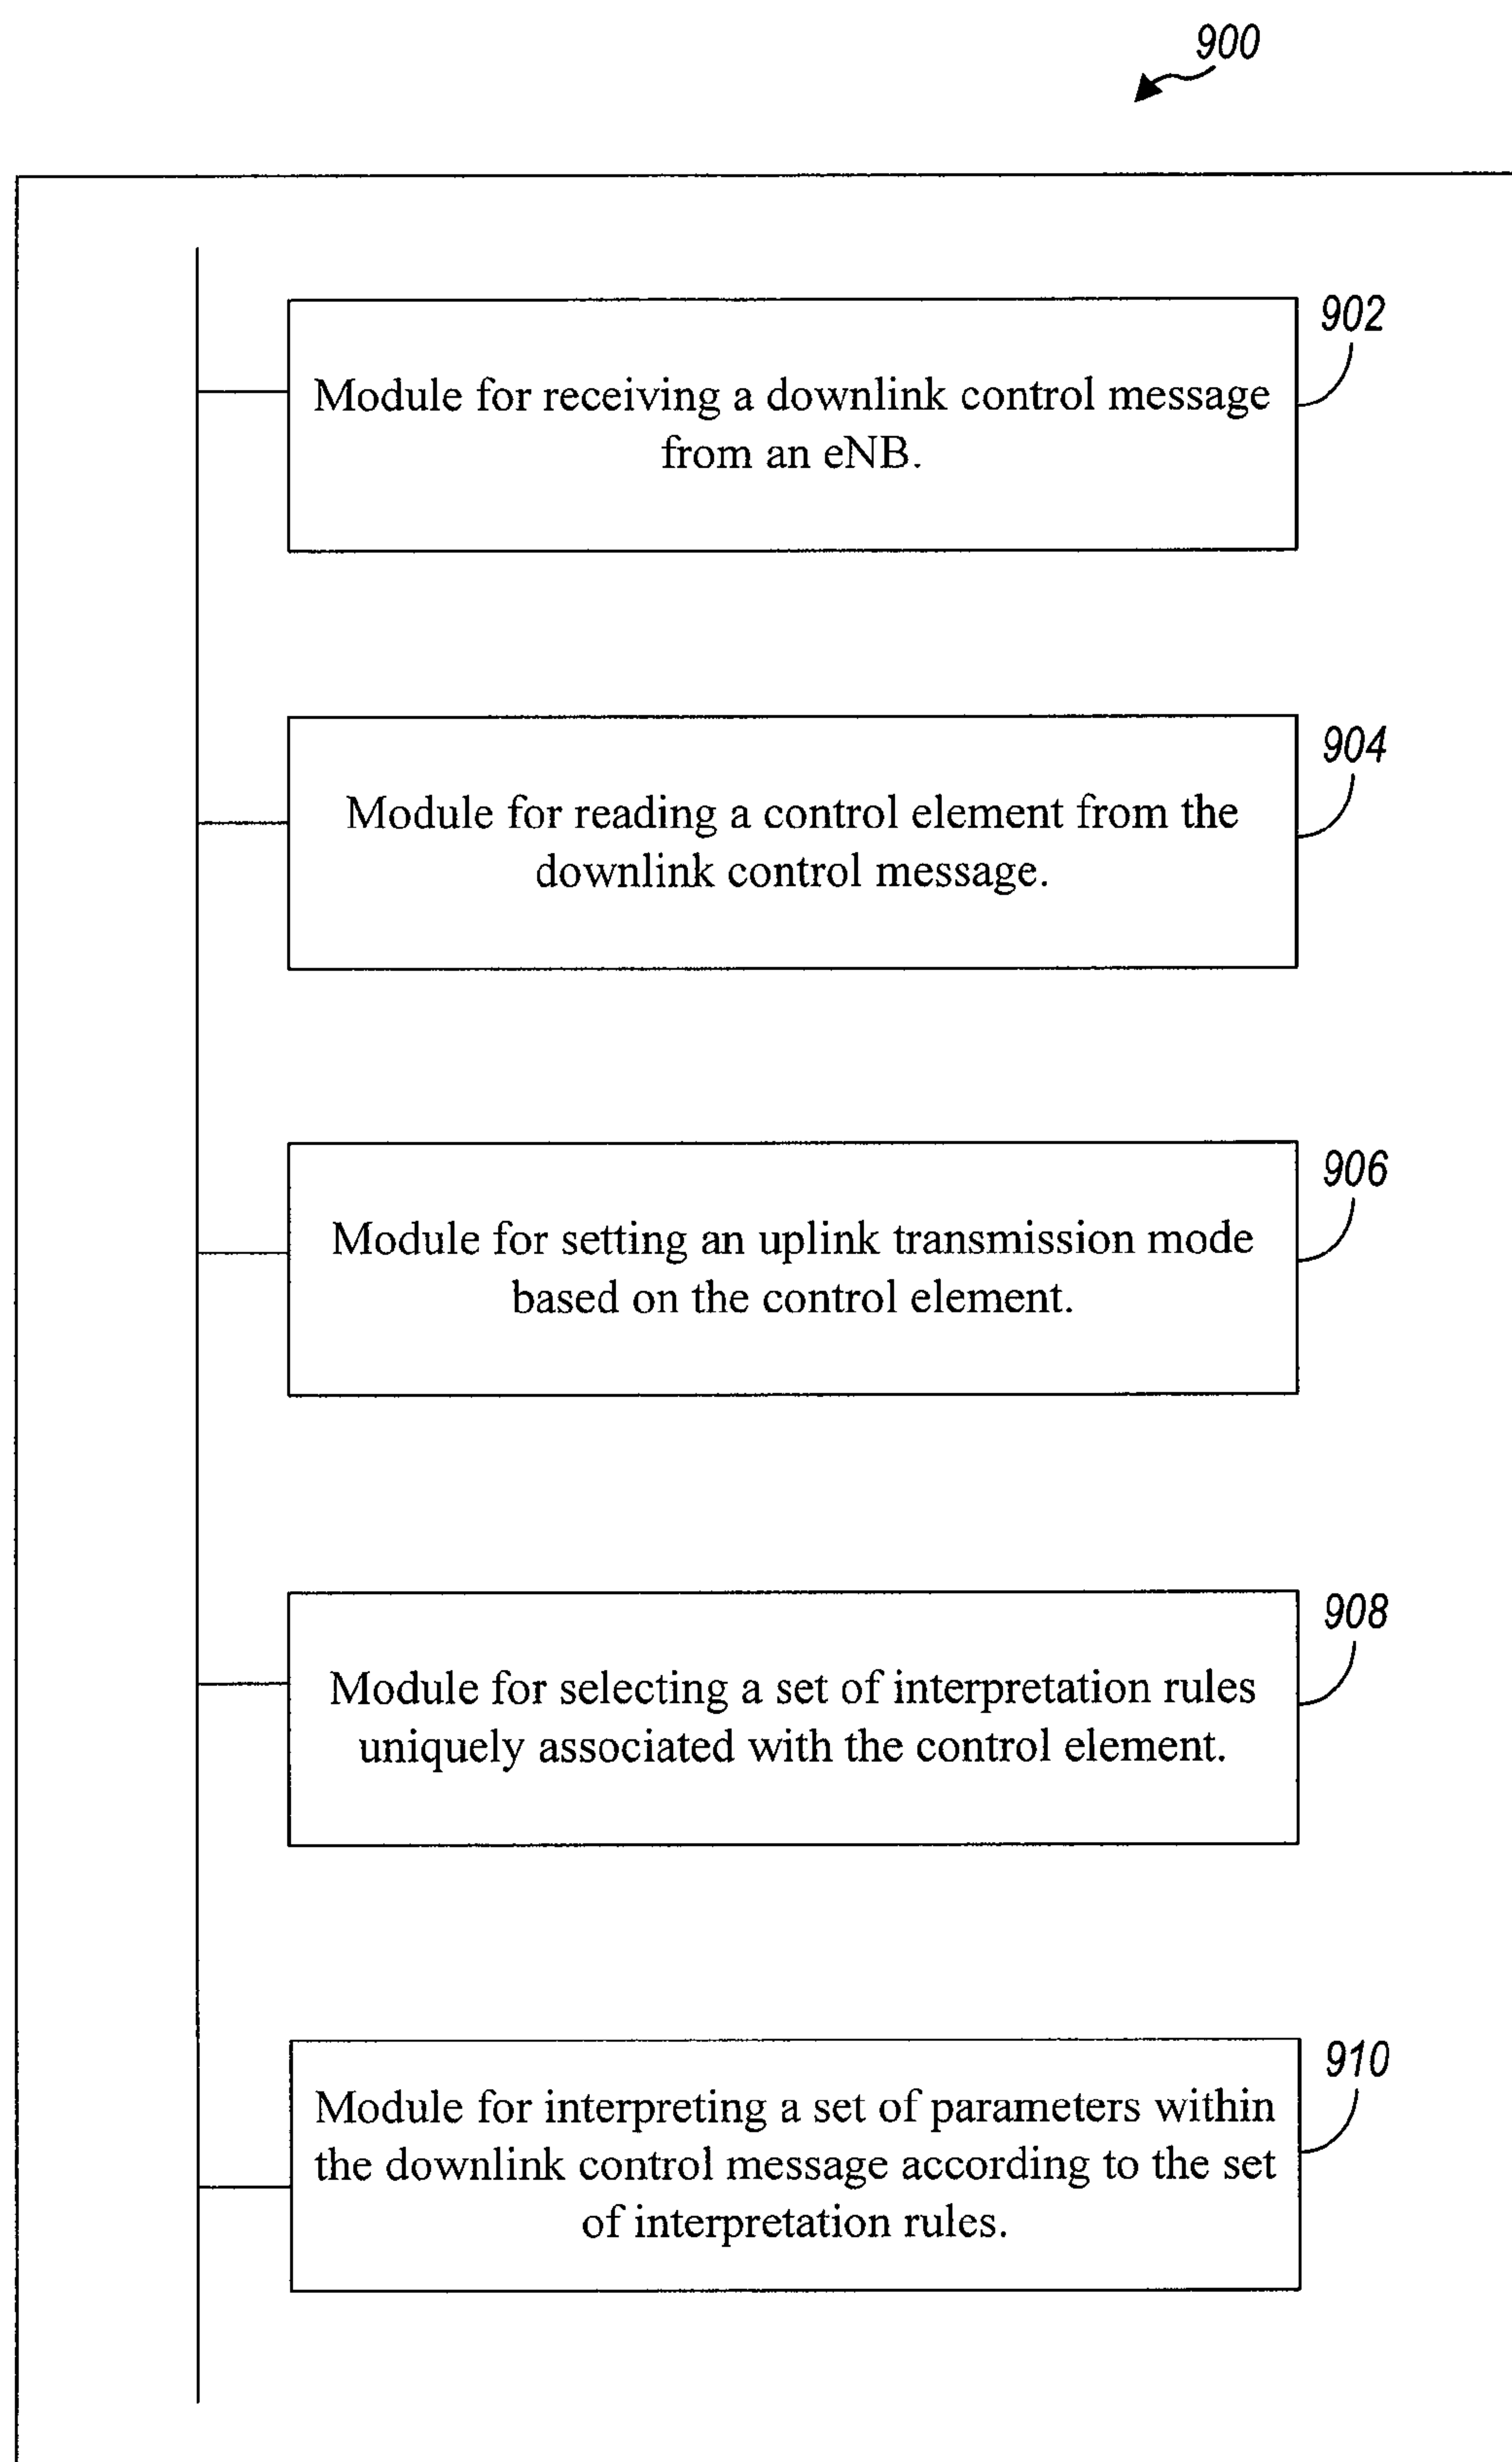 900
902
Module for receiving a downlink control message
from an eNB.
904
Module for reading a control element from the
downlink control message.
906
Module for setting an uplink transmission mode
based on the control element.
908
Module for selecting a set of interpretation rules
uniquely associated with the control element.
910
Module for interpreting a set of parameters within
the downlink control message according to the set
of interpretation rules.